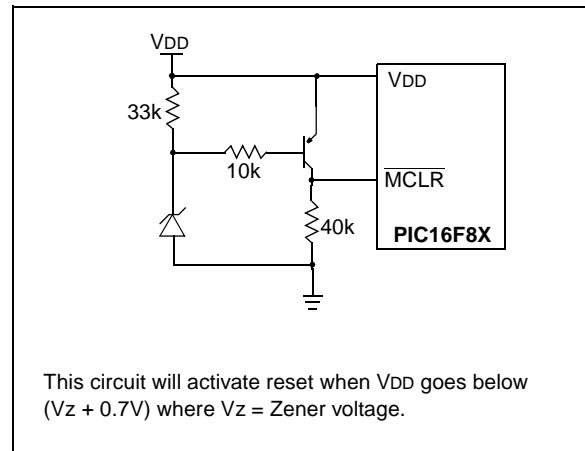 VDD
VDD
33k
10k
MCLR
40k
PIC16F8X
This circuit will activate reset when VDD goes below
(Vz + 0.7V) where Vz = Zener voltage.